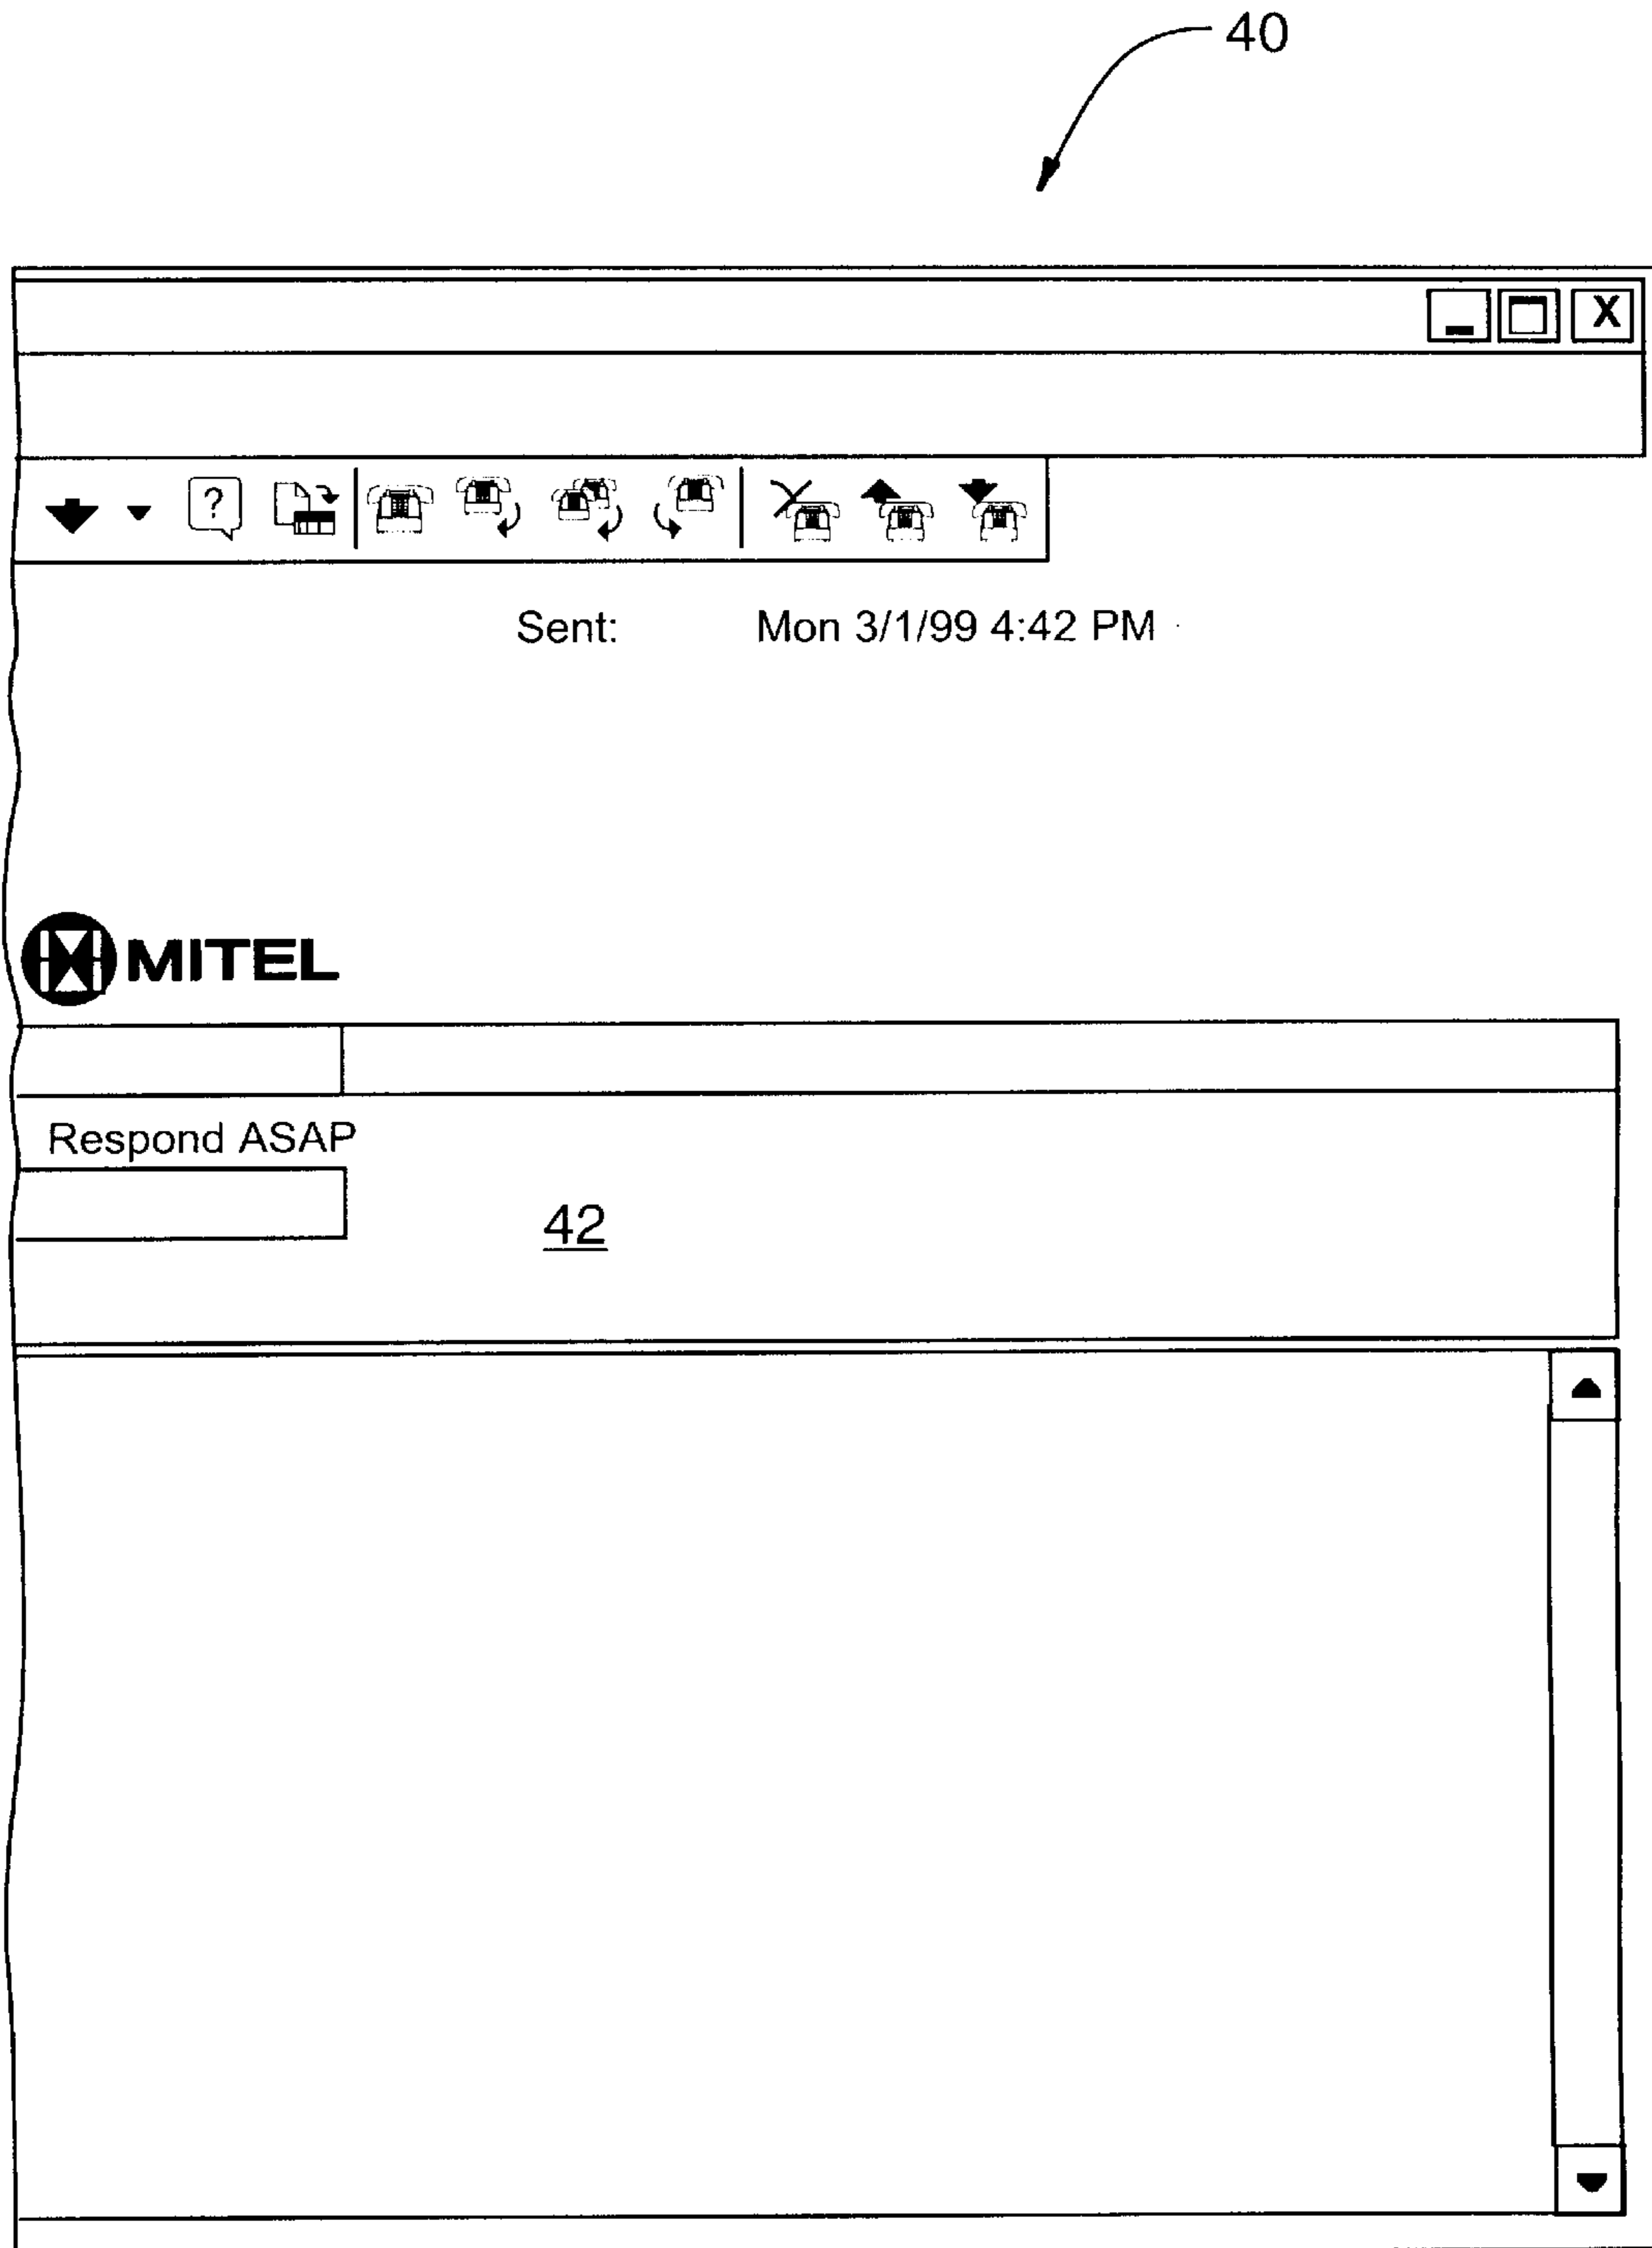 40
X
?
Sent: Mon 3/1/99 4:42 PM
MITEL
Respond ASAP
42